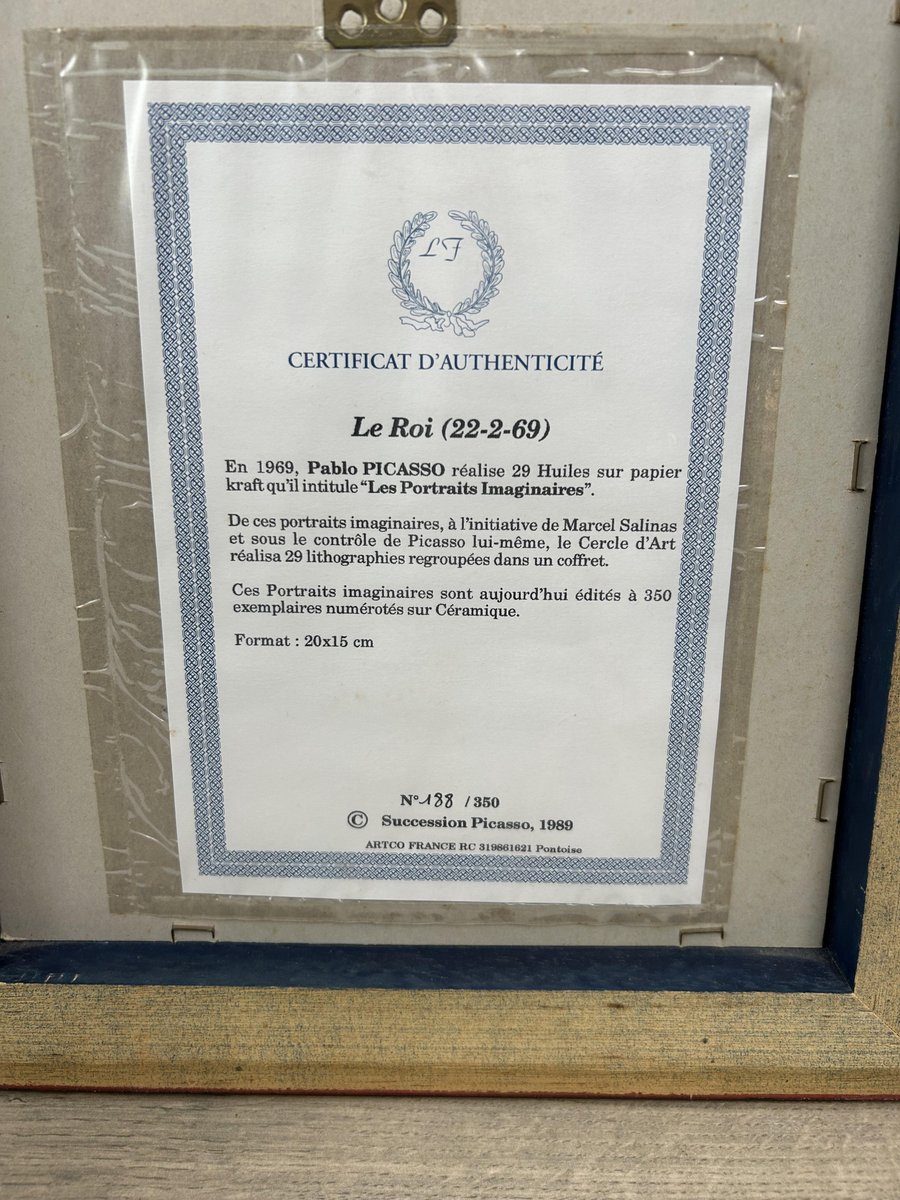 LF
CERTIFICAT D'AUTHENTICITÉ
Le Roi (22-2-69)
En 1969, Pablo PICASSO réalise 29 Huiles sur papier
kraft qu'il intitule "Les Portraits Imaginaires".
De ces portraits imaginaires, à l'initiative de Marcel Salinas
et sous le contrôle de Picasso lui-même, le Cercle d'Art
réalisa 29 lithographies regroupées dans un coffret.
Ces Portraits imaginaires sont aujourd'hui édités à 350
exemplaires numérotés sur Céramique.
Format : 20x15 cm
N° 188 / 350
© Succession Picasso, 1989
ARTCO FRANCE RC 319861621 Pontoise